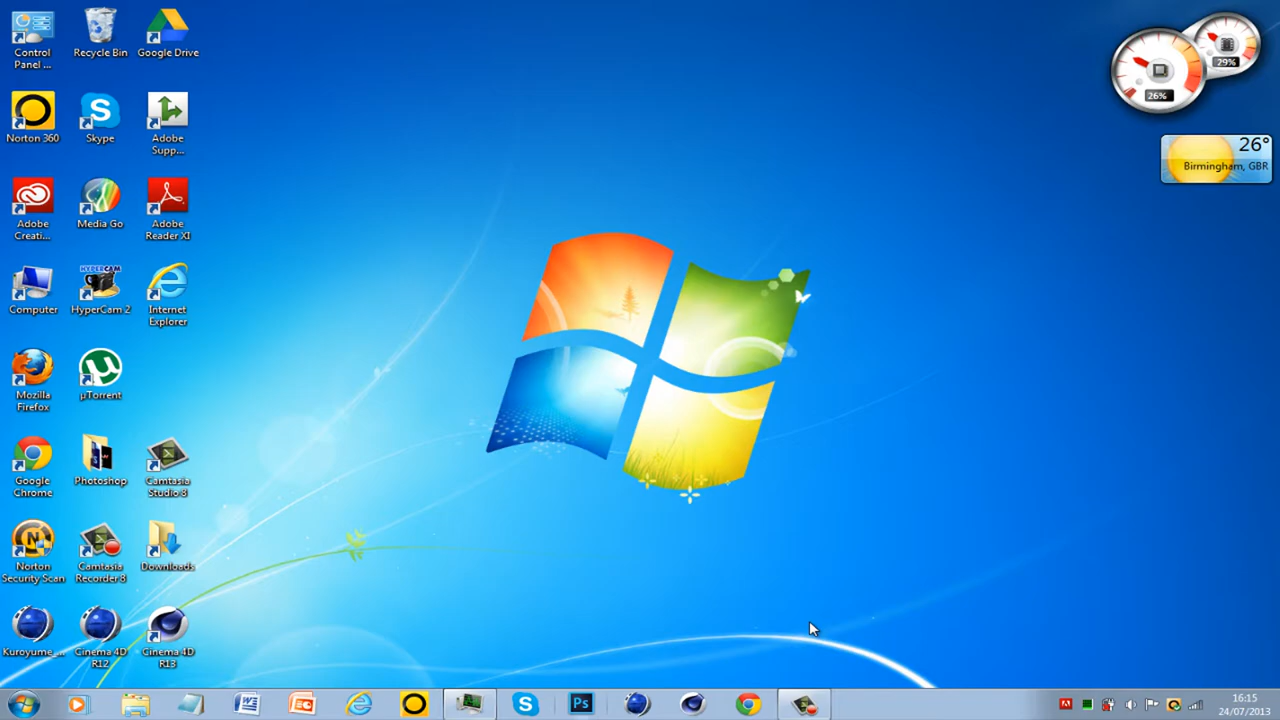 Control
Panel ...
Recycle Bin
Google Drive
Norton 360
Skype
Adobe
Supp...
Adobe
Creati...
Media Go
Adobe
Reader XI
Computer
HYPERCAM
HyperCam 2
Internet
Explorer
Mozilla
Firefox
µTorrent
Google
Chrome
Photoshop
Camtasia
Studio 8
Norton
Security Scan
Camtasia
Recorder 8
Downloads
Kuroyume_...
Cinema 4D
R12
Cinema 4D
R13
29%
26%
26°
Birmingham, GBR
Ps
16:15
24/07/2013